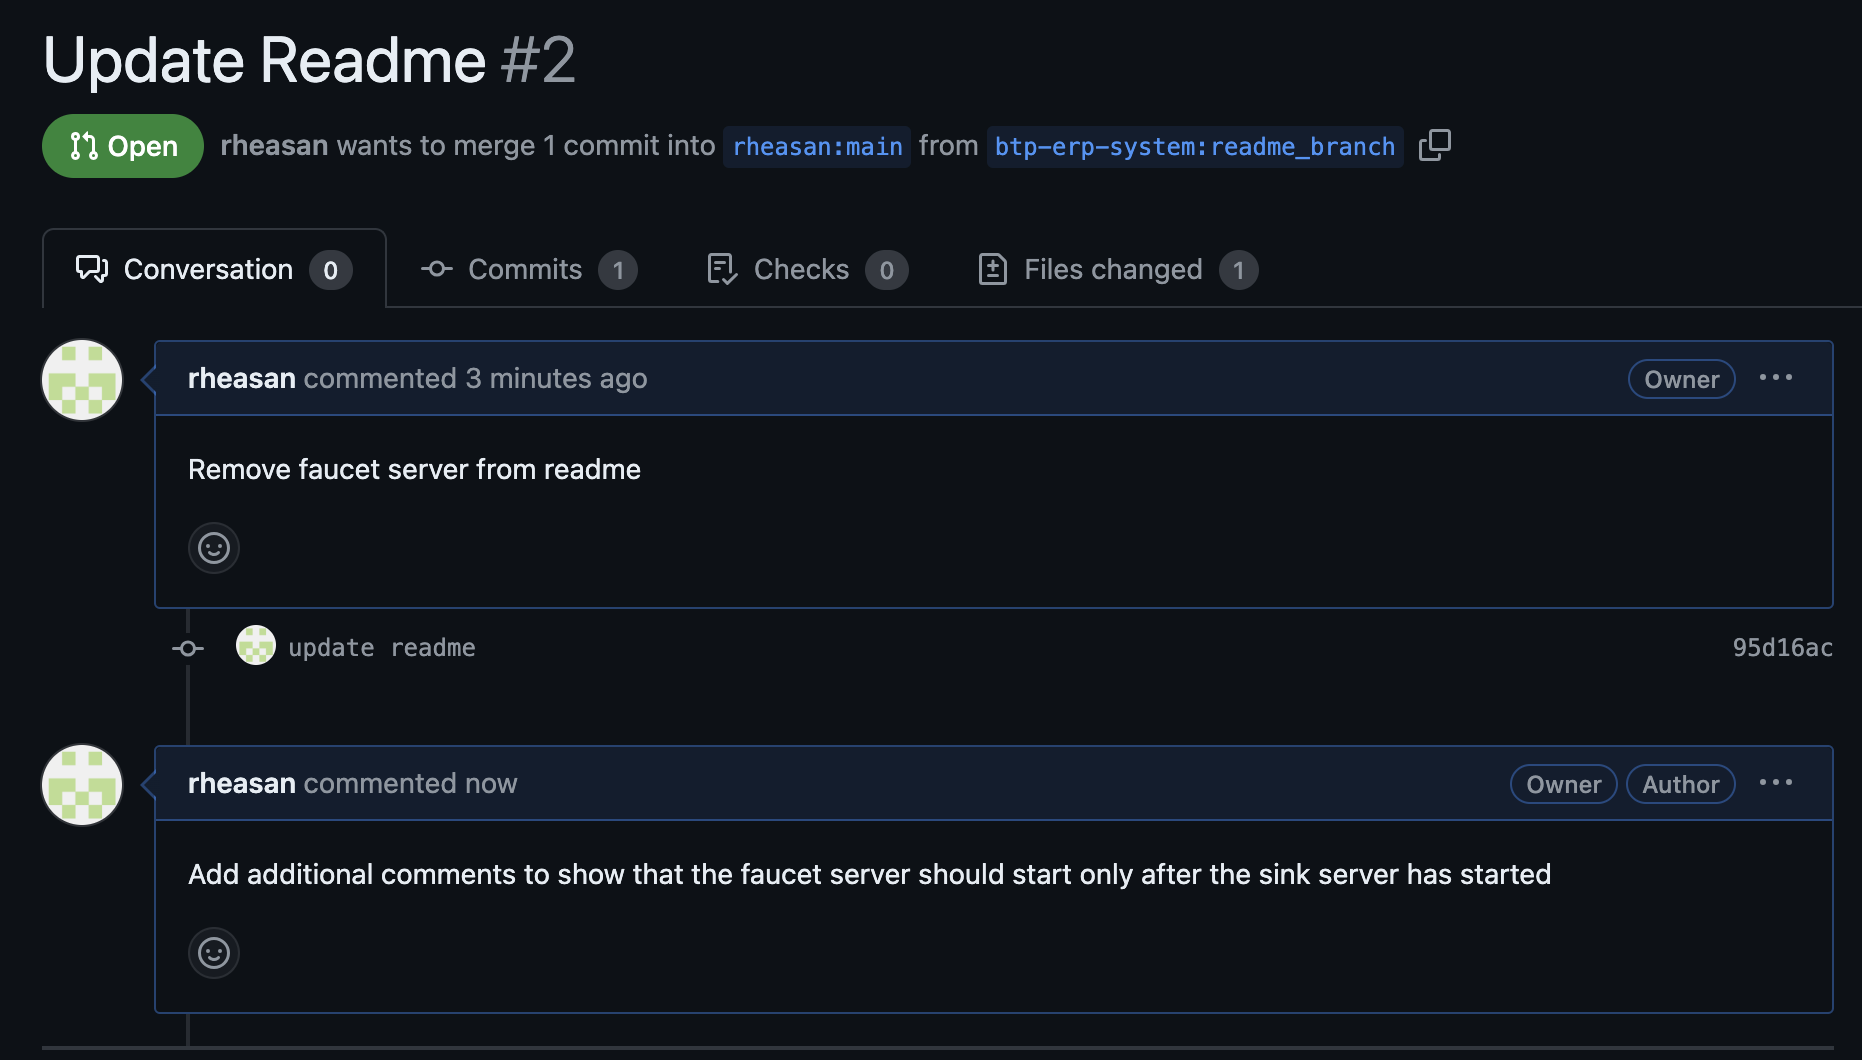 Update Readme #2
Open rheasan wants to merge 1 commit into rheasan:main from btp-erp-system:readme_branch
Conversation 0 Commits 1 Checks 0 Files changed 1
rheasan commented 3 minutes ago Owner
Remove faucet server from readme
update readme 95d16ac
rheasan commented now Owner Author
Add additional comments to show that the faucet server should start only after the sink server has started